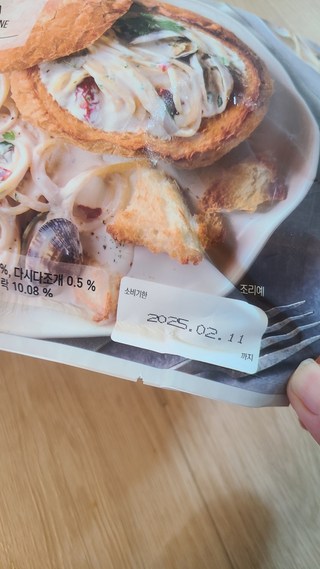 %, 다시다조개 0.5 %
락 10.08 %
소비기한
조리예
2025.02.11
까지